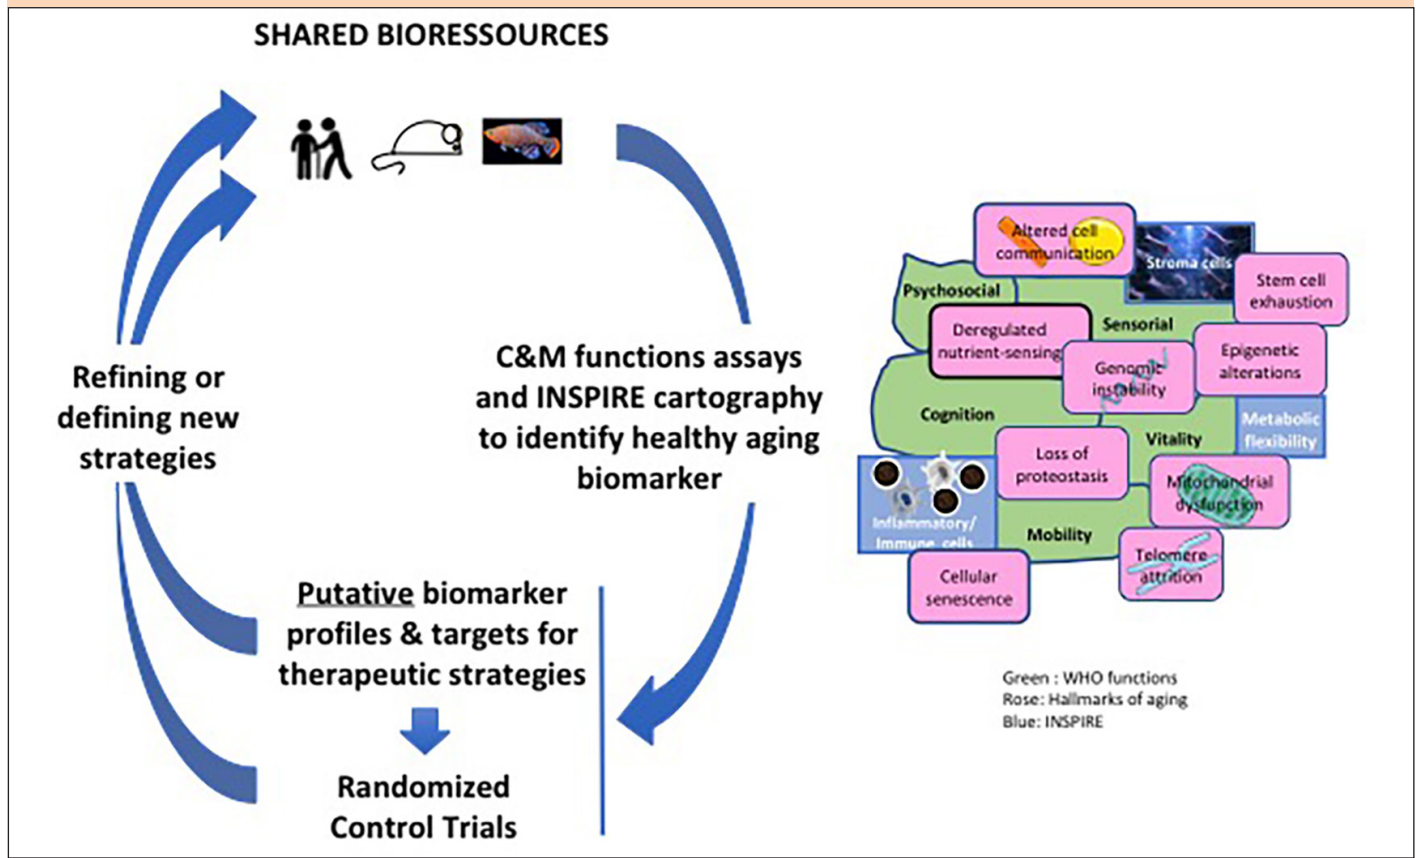 SHARED BIORESSOURCES
Refining or
defining new
strategies
C&M functions assays
and INSPIRE cartography
to identify healthy aging
biomarker
Putative biomarker
profiles & targets for
therapeutic strategies
Randomized
Control Trials
Altered cell
communication
Stroma cells
Stem cell
exhaustion
Psychosocial
Sensorial
Deregulated
nutrient-sensing
Genomic
instability
Epigenetic
alterations
Cognition
Vitality
Metabolic
flexibility
Loss of
proteostasis
Mitochondrial
dysfunction
Inflammatory/
Immune cells
Mobility
Telomere
attrition
Cellular
senescence
Green : WHO functions
Rose: Hallmarks of aging
Blue: INSPIRE